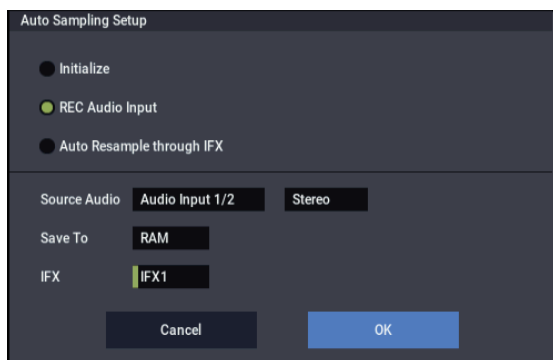 Auto Sampling Setup
Initialize
REC Audio Input
Auto Resample through IFX
Source Audio Audio Input 1/2 Stereo
Save To RAM
IFX IFX1
Cancel OK